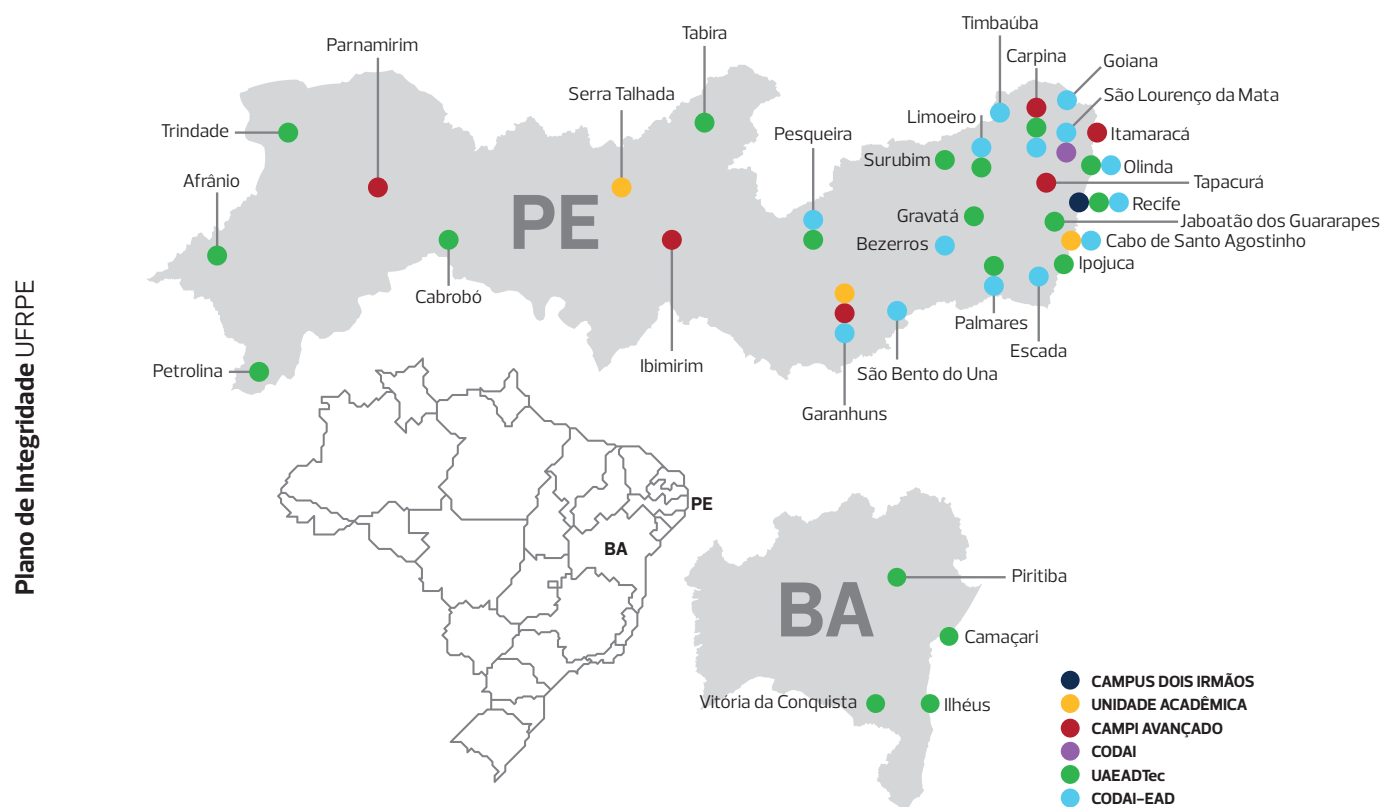 Plano de Integridade UFRPE
Timbaúba
Tabira
Parnamirim
Carpina
Goiana
Serra Talhada
São Lourenço da Mata
Limoeiro
Trindade
Pesqueira
Itamaracá
Surubim
Olinda
Afrânio
Tapacurá
PE
Recife
Gravatá
Jaboatão dos Guararapes
Bezerros
Cabo de Santo Agostinho
Ipojuca
Cabrobó
Palmares
Escada
Ibimirim
Petrolina
São Bento do Una
Garanhuns
PE
BA
Piritiba
BA
Camaçari
Vitória da Conquista
Ilhéus
CAMPUS DOIS IRMÃOS
UNIDADE ACADÊMICA
CAMPI AVANÇADO
CODAI
UAEADTec
CODAI-EAD